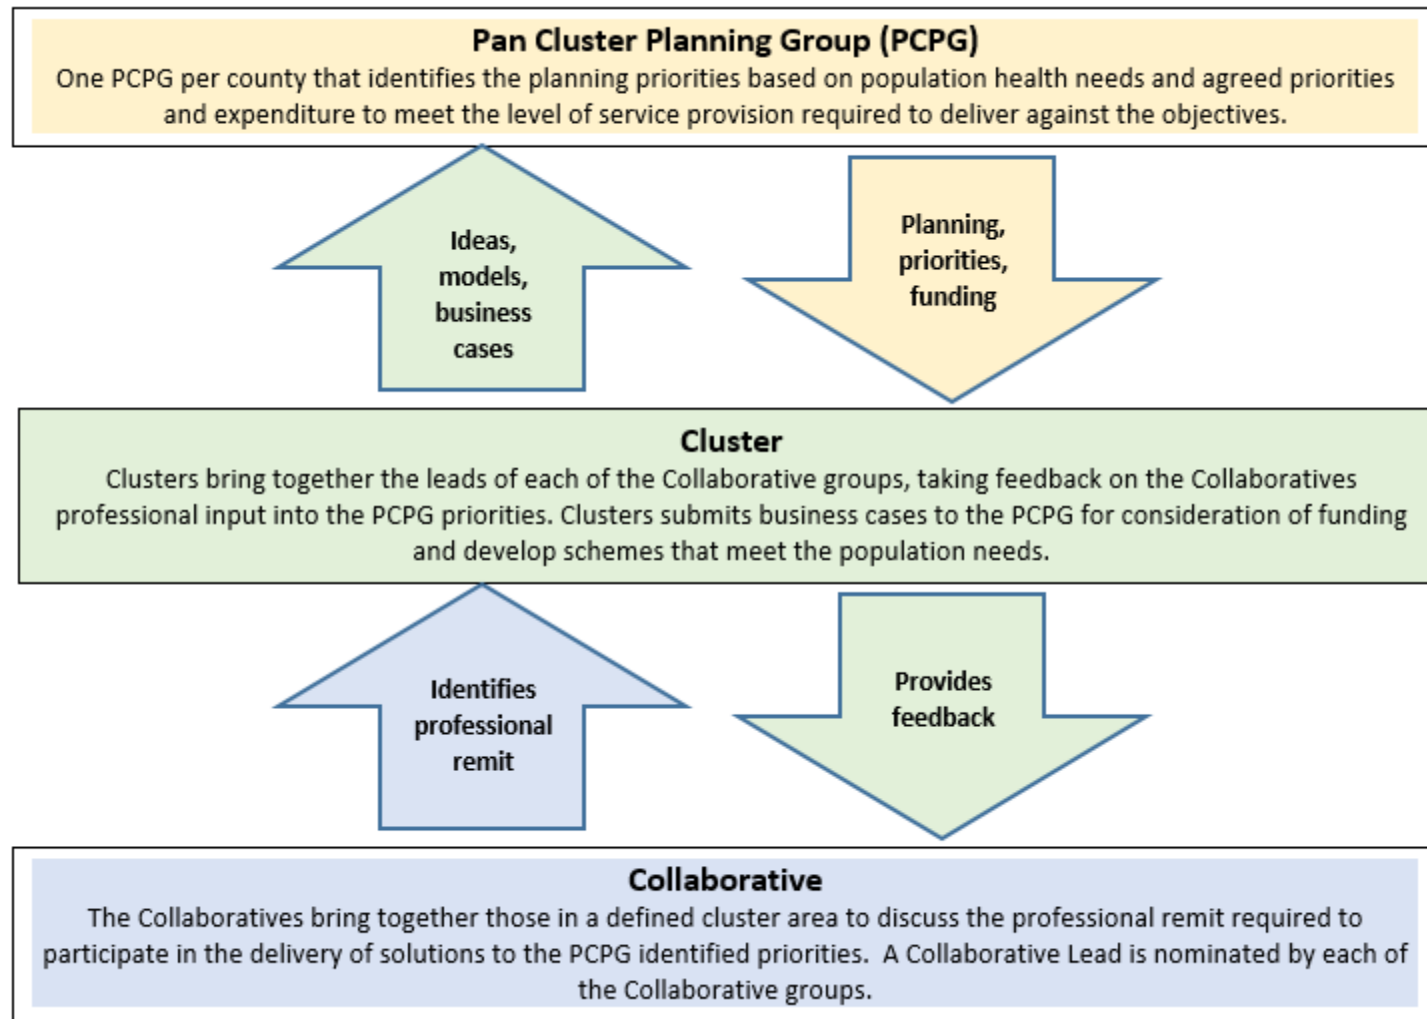 Pan Cluster Planning Group (PCPG)
One PCPG per county that identifies the planning priorities based on population health needs and agreed priorities
and expenditure to meet the level of service provision required to deliver against the objectives.
Ideas,
models,
business
cases
Planning,
priorities,
funding
Cluster
Clusters bring together the leads of each of the Collaborative groups, taking feedback on the Collaboratives
professional input into the PCPG priorities. Clusters submits business cases to the PCPG for consideration of funding
and develop schemes that meet the population needs.
Identifies
professional
remit
Provides
feedback
Collaborative
The Collaboratives bring together those in a defined cluster area to discuss the professional remit required to
participate in the delivery of solutions to the PCPG identified priorities.  A Collaborative Lead is nominated by each of
the Collaborative groups.